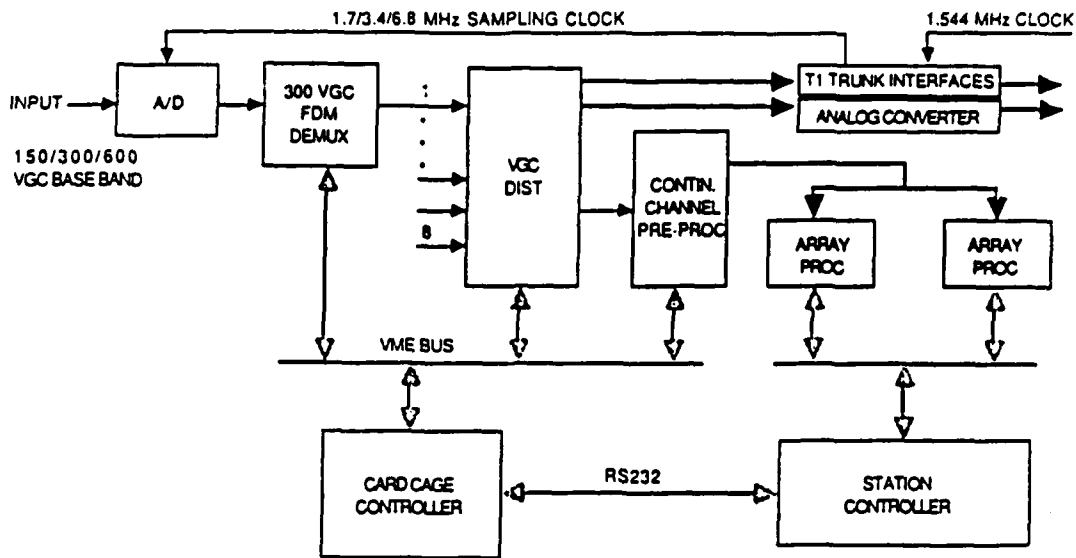 1.7/3.4/6.8 MHz SAMPLING CLOCK
1.544 MHz CLOCK
INPUT
A/D
300 VGC
FDM
DEMUX
150/300/600
VGC BASE BAND
1
8
VGC
DIST
T1 TRUNK INTERFACES
ANALOG CONVERTER
CONTIN.
CHANNEL
PRE-PROC
ARRAY
PROC
ARRAY
PROC
VME BUS
CARD CAGE
CONTROLLER
RS232
STATION
CONTROLLER